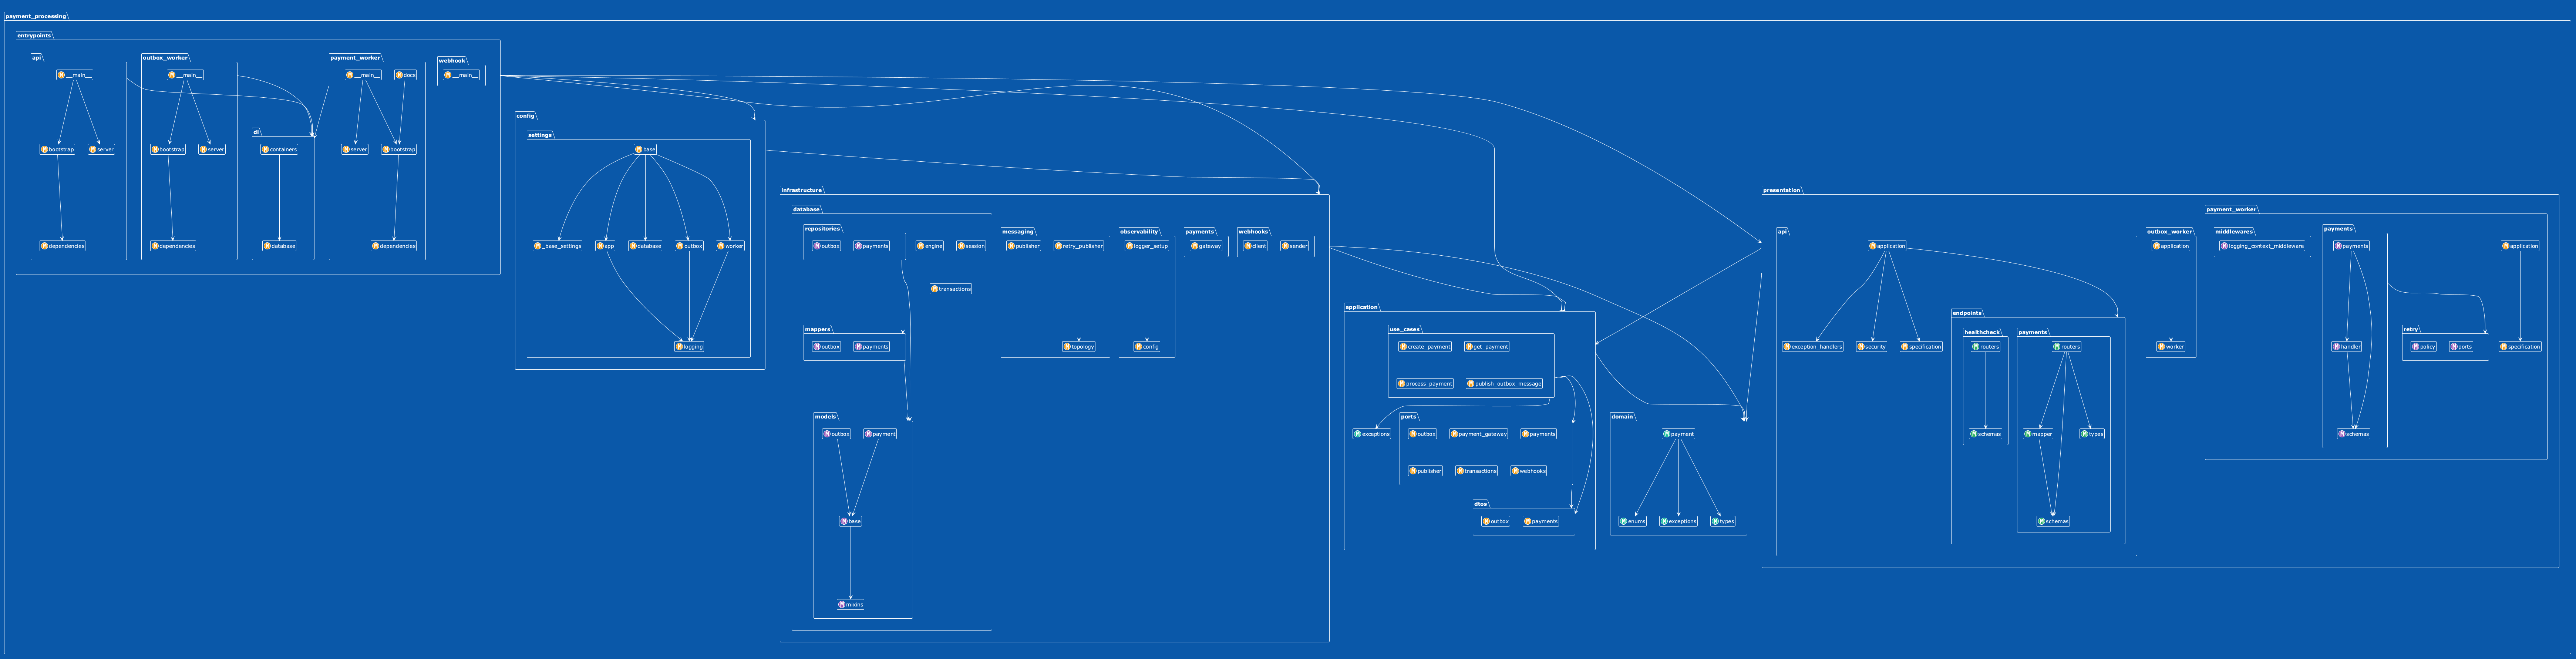 payment_processing
entrypoints
api
M __main__
M bootstrap
M server
M dependencies
outbox_worker
M __main__
M bootstrap
M server
M dependencies
di
M containers
M database
payment_worker
M __main__
M docs
M server
M bootstrap
M dependencies
webhook
M __main__
config
settings
M base
M _base_settings
M app
M database
M outbox
M worker
M logging
infrastructure
database
repositories
M outbox
M payments
M engine
M session
M transactions
mappers
M outbox
M payments
models
M outbox
M payment
M base
M mixins
messaging
M publisher
M retry_publisher
M topology
observability
M logger_setup
M config
payments
M gateway
webhooks
M client
M sender
application
use_cases
M create_payment
M get_payment
M process_payment
M publish_outbox_message
M exceptions
ports
M outbox
M payment_gateway
M payments
M publisher
M transactions
M webhooks
dtos
M outbox
M payments
domain
M payment
M enums
M exceptions
M types
presentation
api
M application
M exception_handlers
M security
M specification
endpoints
healthcheck
M routers
M schemas
payments
M routers
M mapper
M types
M schemas
outbox_worker
M application
M worker
payment_worker
middlewares
M logging_context_middleware
payments
M payments
M handler
M schemas
retry
M policy
M ports
M application
M specification